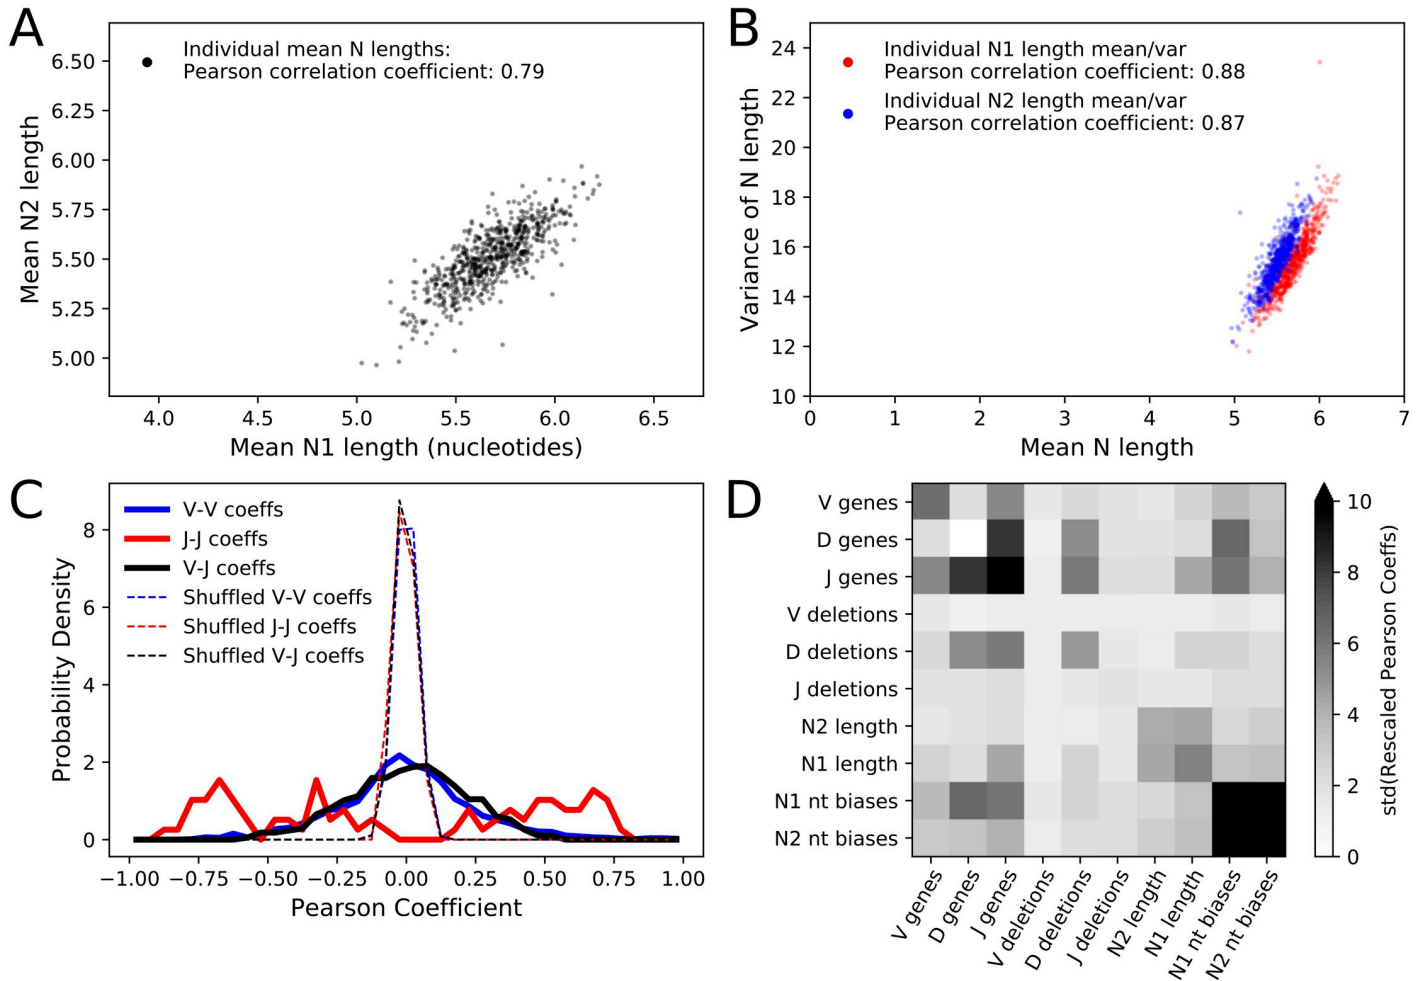 A
Individual mean N lengths:
Pearson correlation coefficient: 0.79
6.50
6.25
6.00
5.75
5.50
5.25
5.00
Mean N2 length
4.0 4.5 5.0 5.5 6.0 6.5
Mean N1 length (nucleotides)
B
Individual N1 length mean/var
Pearson correlation coefficient: 0.88
Individual N2 length mean/var
Pearson correlation coefficient: 0.87
24
22
20
18
16
14
12
10
Variance of N length
0 1 2 3 4 5 6 7
Mean N length
C
V-V coeffs
J-J coeffs
V-J coeffs
Shuffled V-V coeffs
Shuffled J-J coeffs
Shuffled V-J coeffs
8
6
4
2
0
Probability Density
−1.00 −0.75 −0.50 −0.25 0.00 0.25 0.50 0.75 1.00
Pearson Coefficient
D
V genes
D genes
J genes
V deletions
D deletions
J deletions
N2 length
N1 length
N1 nt biases
N2 nt biases
V genes
D genes
J genes
V deletions
D deletions
J deletions
N2 length
N1 length
N1 nt biases
N2 nt biases
10
8
6
4
2
0
std(Rescaled Pearson Coeffs)